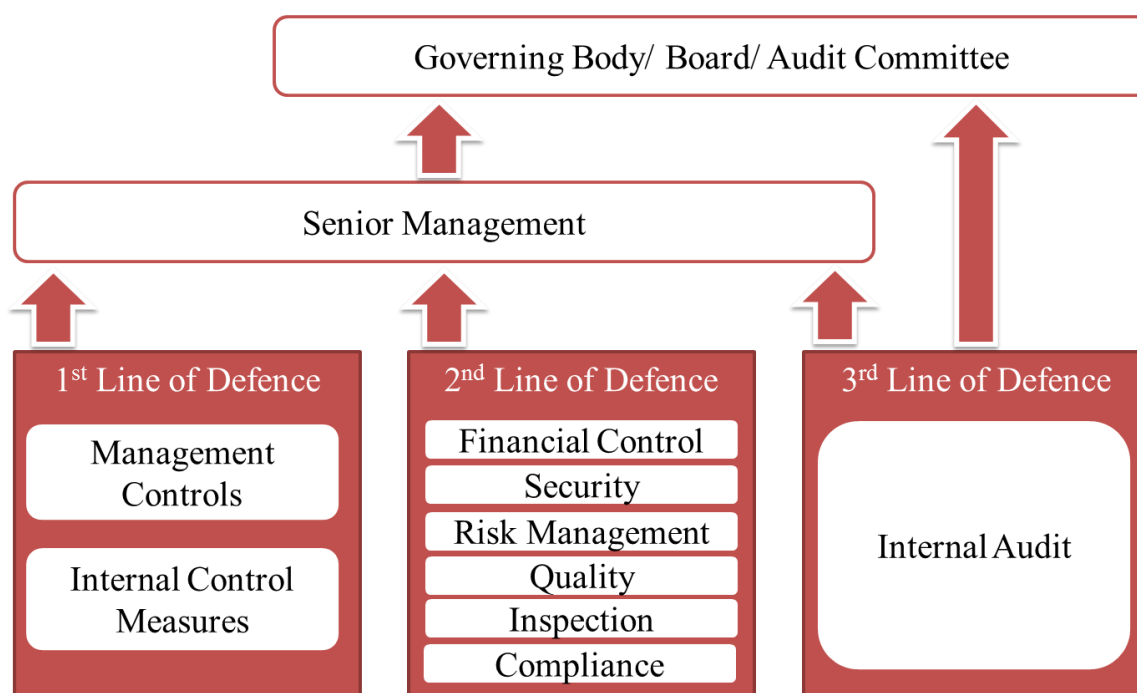 Governing Body/ Board/ Audit Committee
Senior Management
1st Line of Defence
Management
Controls
Internal Control
Measures
2nd Line of Defence
Financial Control
Security
Risk Management
Quality
Inspection
Compliance
3rd Line of Defence
Internal Audit